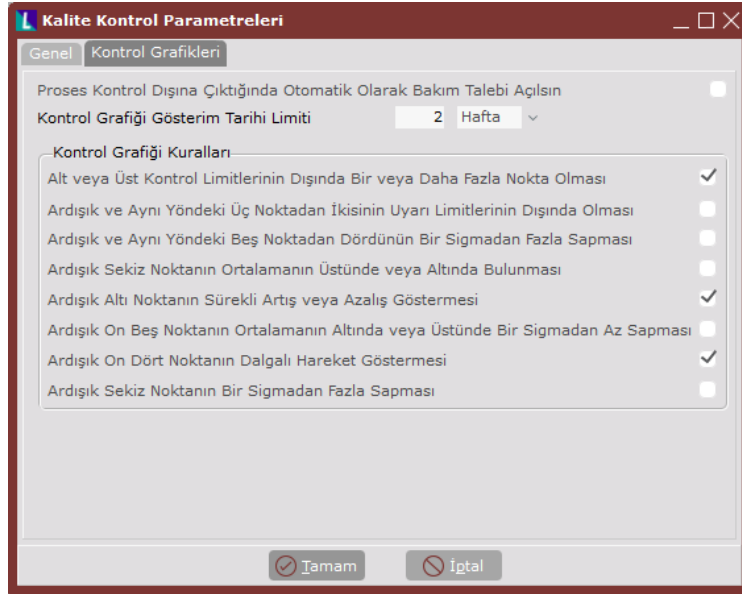 Kalite Kontrol Parametreleri
Genel Kontrol Grafikleri
Proses Kontrol Dışına Çıktığında Otomatik Olarak Bakım Talebi Açılsın
Kontrol Grafiği Gösterim Tarihi Limiti 2 Hafta
Kontrol Grafiği Kuralları
Alt veya Üst Kontrol Limitlerinin Dışında Bir veya Daha Fazla Nokta Olması
Ardışık ve Aynı Yöndeki Üç Noktadan İkisinin Uyarı Limitlerinin Dışında Olması
Ardışık ve Aynı Yöndeki Beş Noktadan Dördünün Bir Sigmadan Fazla Sapması
Ardışık Sekiz Noktanın Ortalamanın Üstünde veya Altında Bulunması
Ardışık Altı Noktanın Sürekli Artış veya Azalış Göstermesi
Ardışık On Beş Noktanın Ortalamanın Altında veya Üstünde Bir Sigmadan Az Sapması
Ardışık On Dört Noktanın Dalgalı Hareket Göstermesi
Ardışık Sekiz Noktanın Bir Sigmadan Fazla Sapması
Tamam İptal